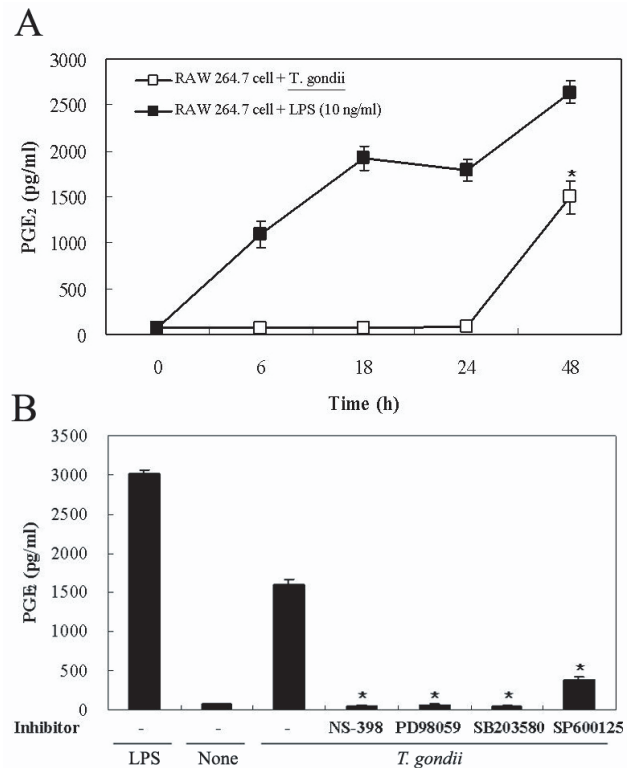 A
3000
2500
2000
1500
1000
500
0
PGE₂ (pg/ml)
RAW 264.7 cell + T. gondii
RAW 264.7 cell + LPS (10 ng/ml)
*
0 6 18 24 48
Time (h)
B
3500
3000
2500
2000
1500
1000
500
0
PGE₂ (pg/ml)
* * * *
Inhibitor - - - NS-398 PD98059 SB203580 SP600125
LPS None T. gondii